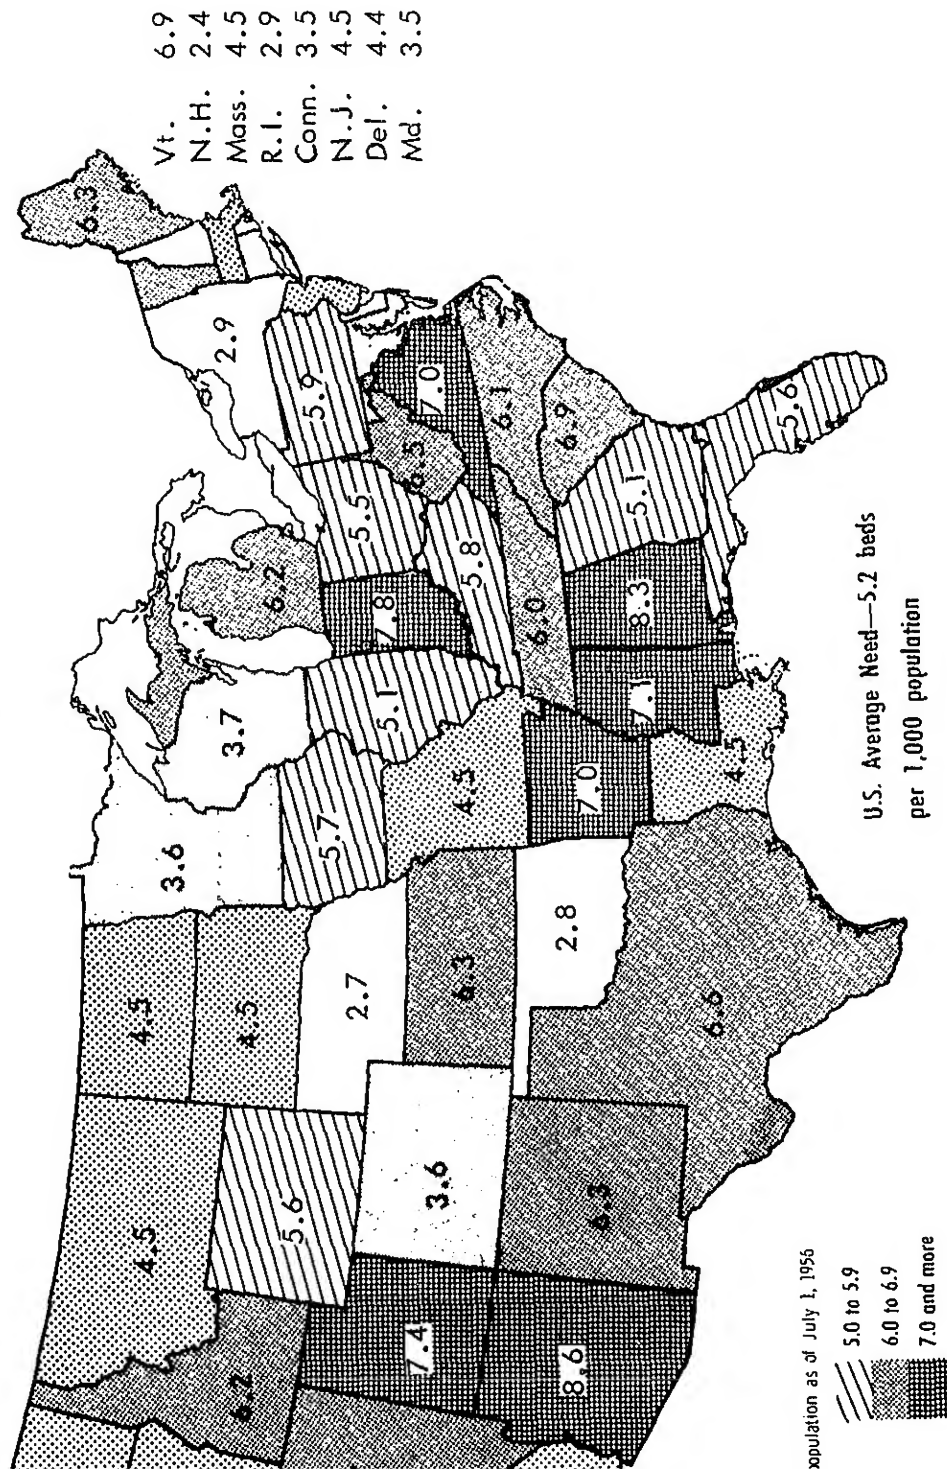 Vt. 6.9
N.H. 2.4
Mass. 4.5
R.I. 2.9
Conn. 3.5
N.J. 4.5
Del. 4.4
Md. 3.5
6.3
2.9
5.9
7.0
6.5
6.1
6.9
5.6
5.1
5.5
5.8
6.0
8.3
6.2
7.8
7.1
5.1
3.7
4.5
4.5
7.0
5.7
3.6
4.5
4.5
2.7
6.3
2.8
6.6
4.5
5.6
3.6
6.3
6.2
7.4
8.6
U.S. Average Need—5.2 beds
per 1,000 population
population as of July 1, 1956
5.0 to 5.9
6.0 to 6.9
7.0 and more